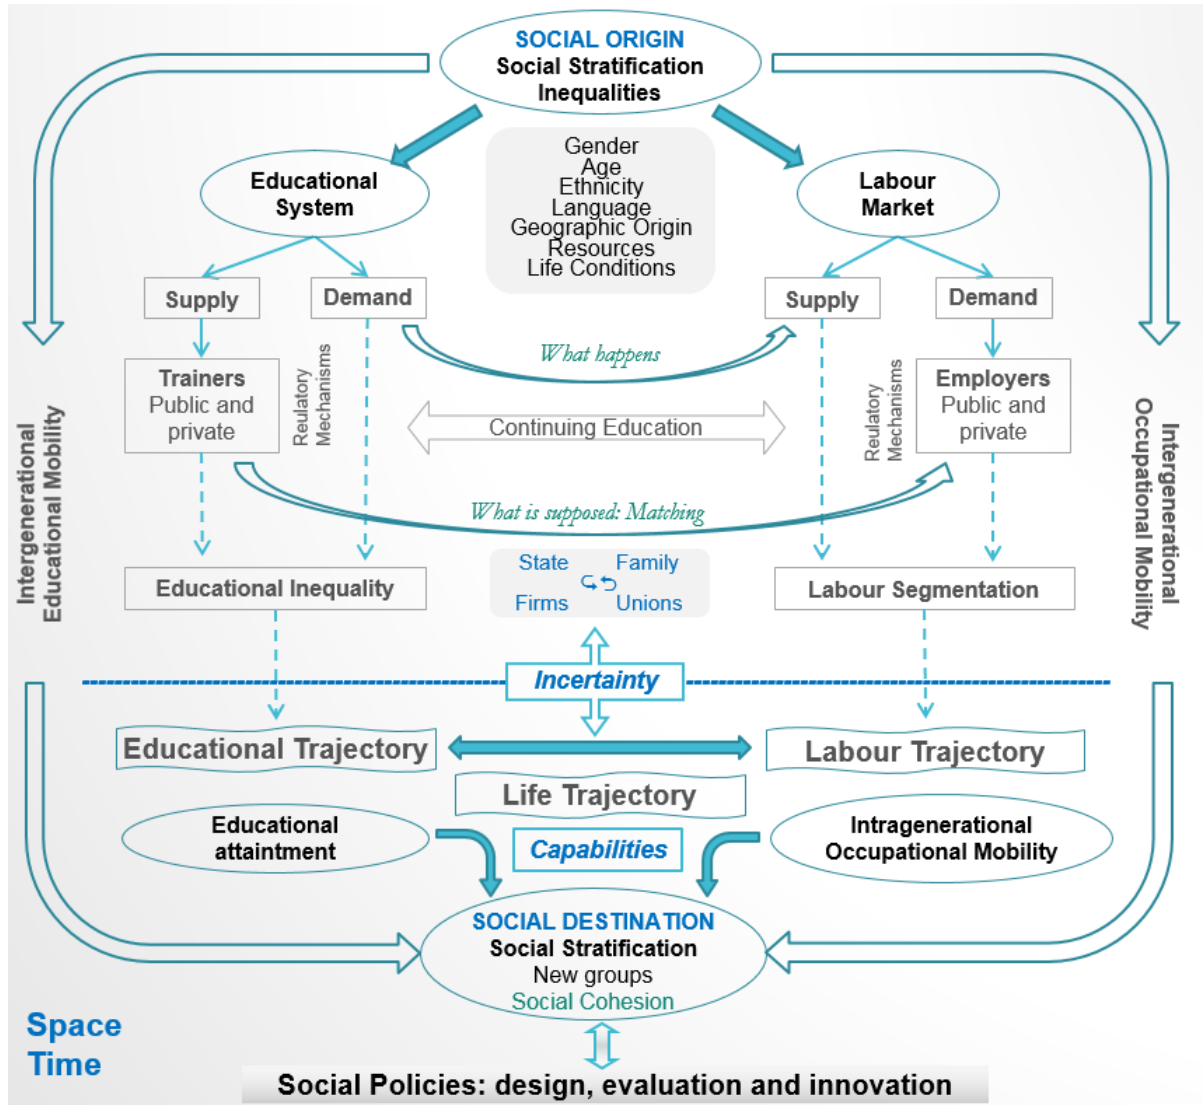 SOCIAL ORIGIN
Social Stratification
Inequalities
Gender
Age
Ethnicity
Language
Geographic Origin
Resources
Life Conditions
Educational
System
Labour
Market
Supply
Demand
Supply
Demand
What happens
Trainers
Public and
private
Reulatory
Mechanisms
Continuing Education
Reulatory
Mechanisms
Employers
Public and
private
Intergenerational
Educational Mobility
Intergenerational
Occupational Mobility
What is supposed: Matching
State
Family
Firms
Unions
Educational Inequality
Labour Segmentation
Incertainty
Educational Trajectory
Labour Trajectory
Life Trajectory
Educational
attaintment
Capabilities
Intragenerational
Occupational Mobility
SOCIAL DESTINATION
Social Stratification
New groups
Social Cohesion
Space
Time
Social Policies: design, evaluation and innovation